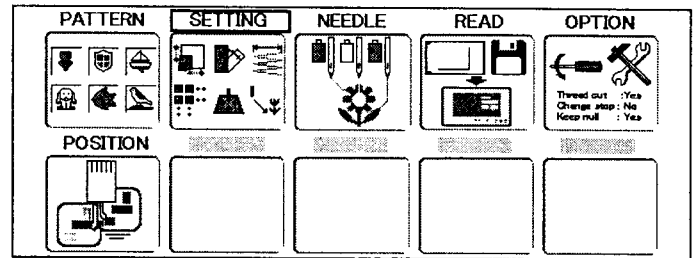 PATTERN SETTING NEEDLE READ OPTION
Thread cut : Yes
Change stop : No
Keep null : Yes
POSITION